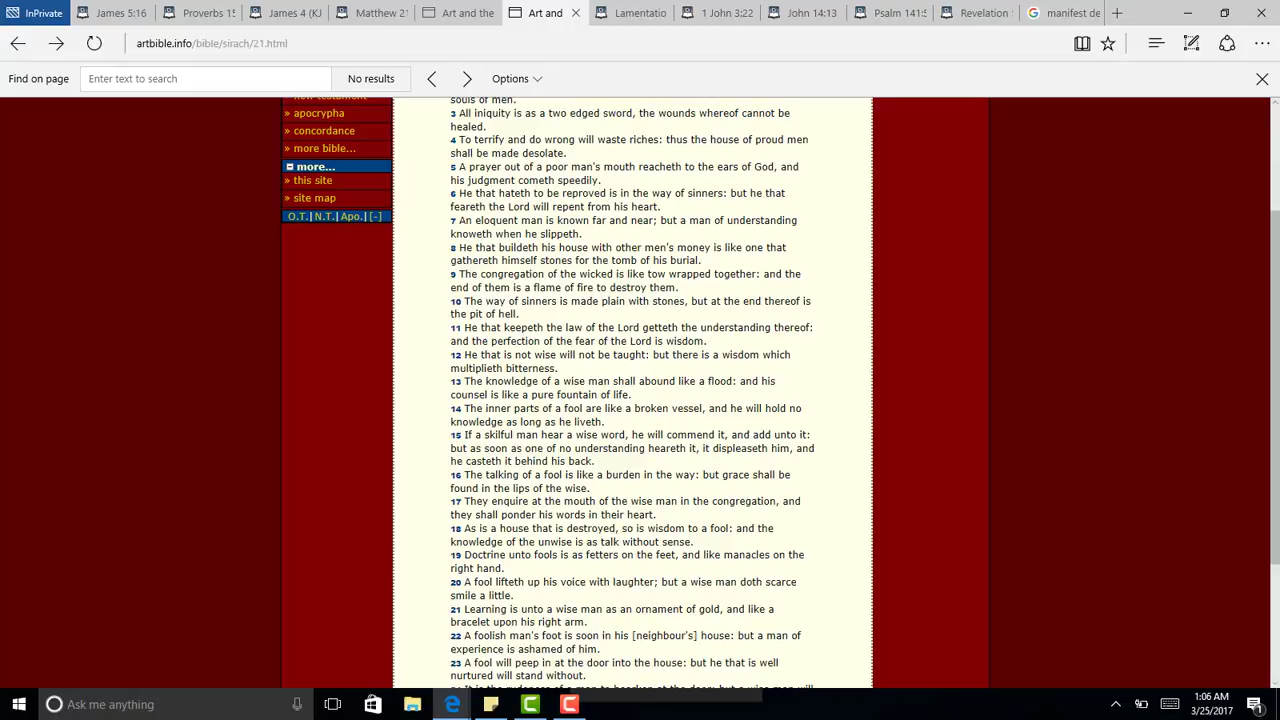 InPrivate
James 5:16
Proverbs 15
James 4 (KJ
Matthew 21
Art and the
Art and
Lamentatio
1 John 3:22
John 14:13
Psalm 141:5
Revelation
manifest de
artbible.info/bible/sirach/21.html
Find on page
Enter text to search
No results
Options
» apocrypha
» concordance
» more bible...
more...
» this site
» site map
O.T.|N.T.|Apo.|[-]
souls of men.
3 All iniquity is as a two edged sword, the wounds whereof cannot be
healed.
4 To terrify and do wrong will waste riches: thus the house of proud men
shall be made desolate.
5 A prayer out of a poor man's mouth reacheth to the ears of God, and
his judgment cometh speedily.
6 He that hateth to be reproved is in the way of sinners: but he that
feareth the Lord will repent from his heart.
7 An eloquent man is known far and near; but a man of understanding
knoweth when he slippeth.
8 He that buildeth his house with other men's money is like one that
gathereth himself stones for the tomb of his burial.
9 The congregation of the wicked is like tow wrapped together: and the
end of them is a flame of fire to destroy them.
10 The way of sinners is made plain with stones, but at the end thereof is
the pit of hell.
11 He that keepeth the law of the Lord getteth the understanding thereof:
and the perfection of the fear of the Lord is wisdom.
12 He that is not wise will not be taught: but there is a wisdom which
multiplieth bitterness.
13 The knowledge of a wise man shall abound like a flood: and his
counsel is like a pure fountain of life.
14 The inner parts of a fool are like a broken vessel, and he will hold no
knowledge as long as he liveth.
15 If a skilful man hear a wise word, he will commend it, and add unto it:
but as soon as one of no understanding heareth it, it displeaseth him, and
he casteth it behind his back.
16 The talking of a fool is like a burden in the way: but grace shall be
found in the lips of the wise.
17 They enquire at the mouth of the wise man in the congregation, and
they shall ponder his words in their heart.
18 As is a house that is destroyed, so is wisdom to a fool: and the
knowledge of the unwise is as talk without sense.
19 Doctrine unto fools is as fetters on the feet, and like manacles on the
right hand.
20 A fool lifteth up his voice with laughter; but a wise man doth scarce
smile a little.
21 Learning is unto a wise man as an ornament of gold, and like a
bracelet upon his right arm.
22 A foolish man's foot is soon in his [neighbour's] house: but a man of
experience is ashamed of him.
23 A fool will peep in at the door into the house: but he that is well
nurtured will stand without.
Ask me anything
1:06 AM
3/25/2017